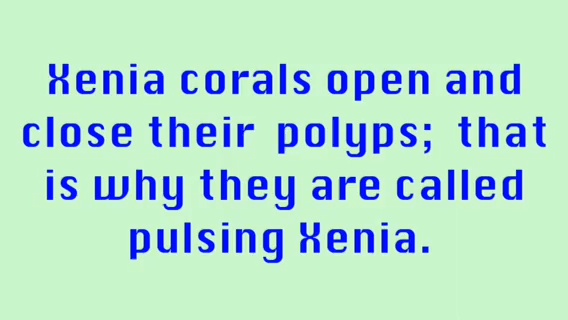 Xenia corals open and
close their polyps; that
is why they are called
pulsing Xenia.